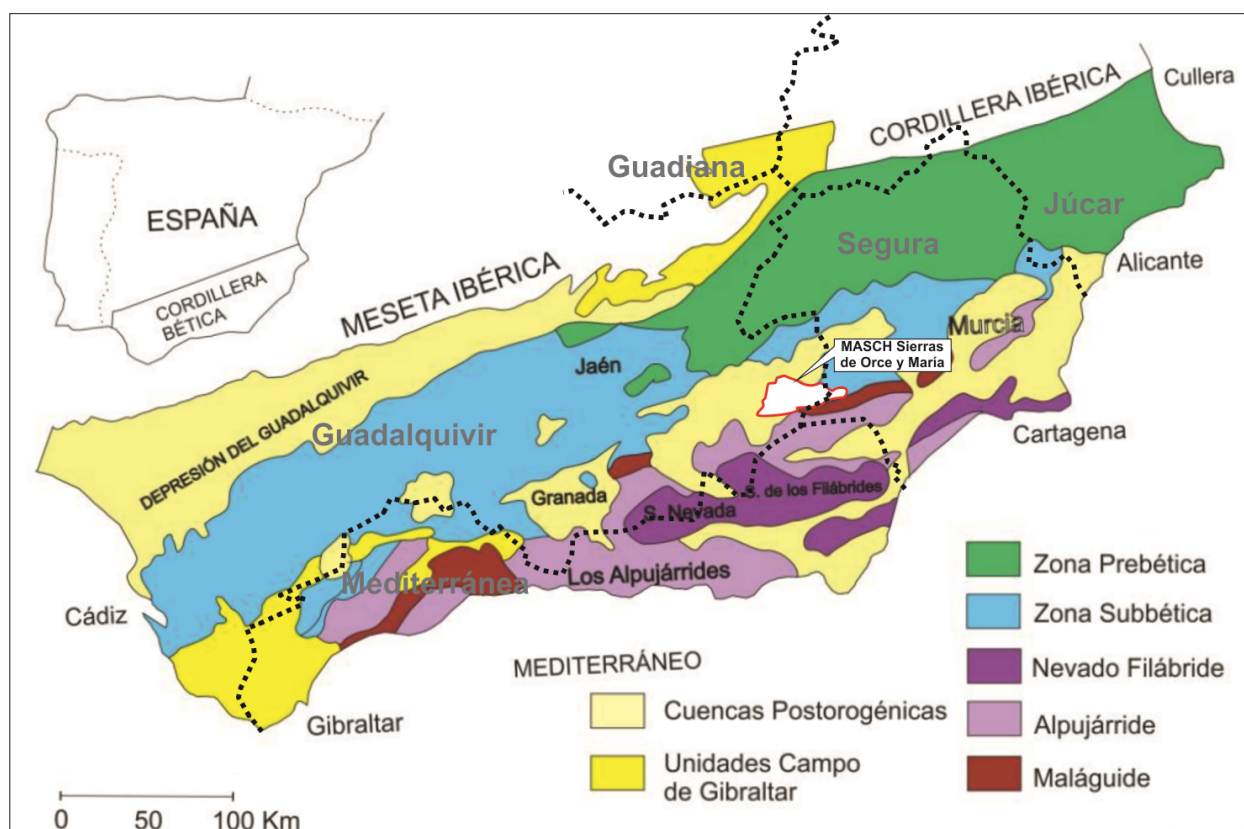 CORDILLERA IBÉRICA
Cullera
Guadiana
ESPAÑA
Júcar
Segura
CORDILLERA
BÉTICA
MESETA IBÉRICA
Alicante
Murcia
MASCH Sierras
de Orce y María
Jaén
DEPRESIÓN DEL GUADALQUIVIR
Guadalquivir
Cartagena
Granada
S. de los Filábrides
S. Nevada
Mediterránea
Los Alpujárrides
Cádiz
MEDITERRÁNEO
Gibraltar
Zona Prebética
Zona Subbética
Nevado Filábride
Alpujárride
Maláguide
Cuencas Postorogénicas
Unidades Campo
de Gibraltar
0 50 100 Km